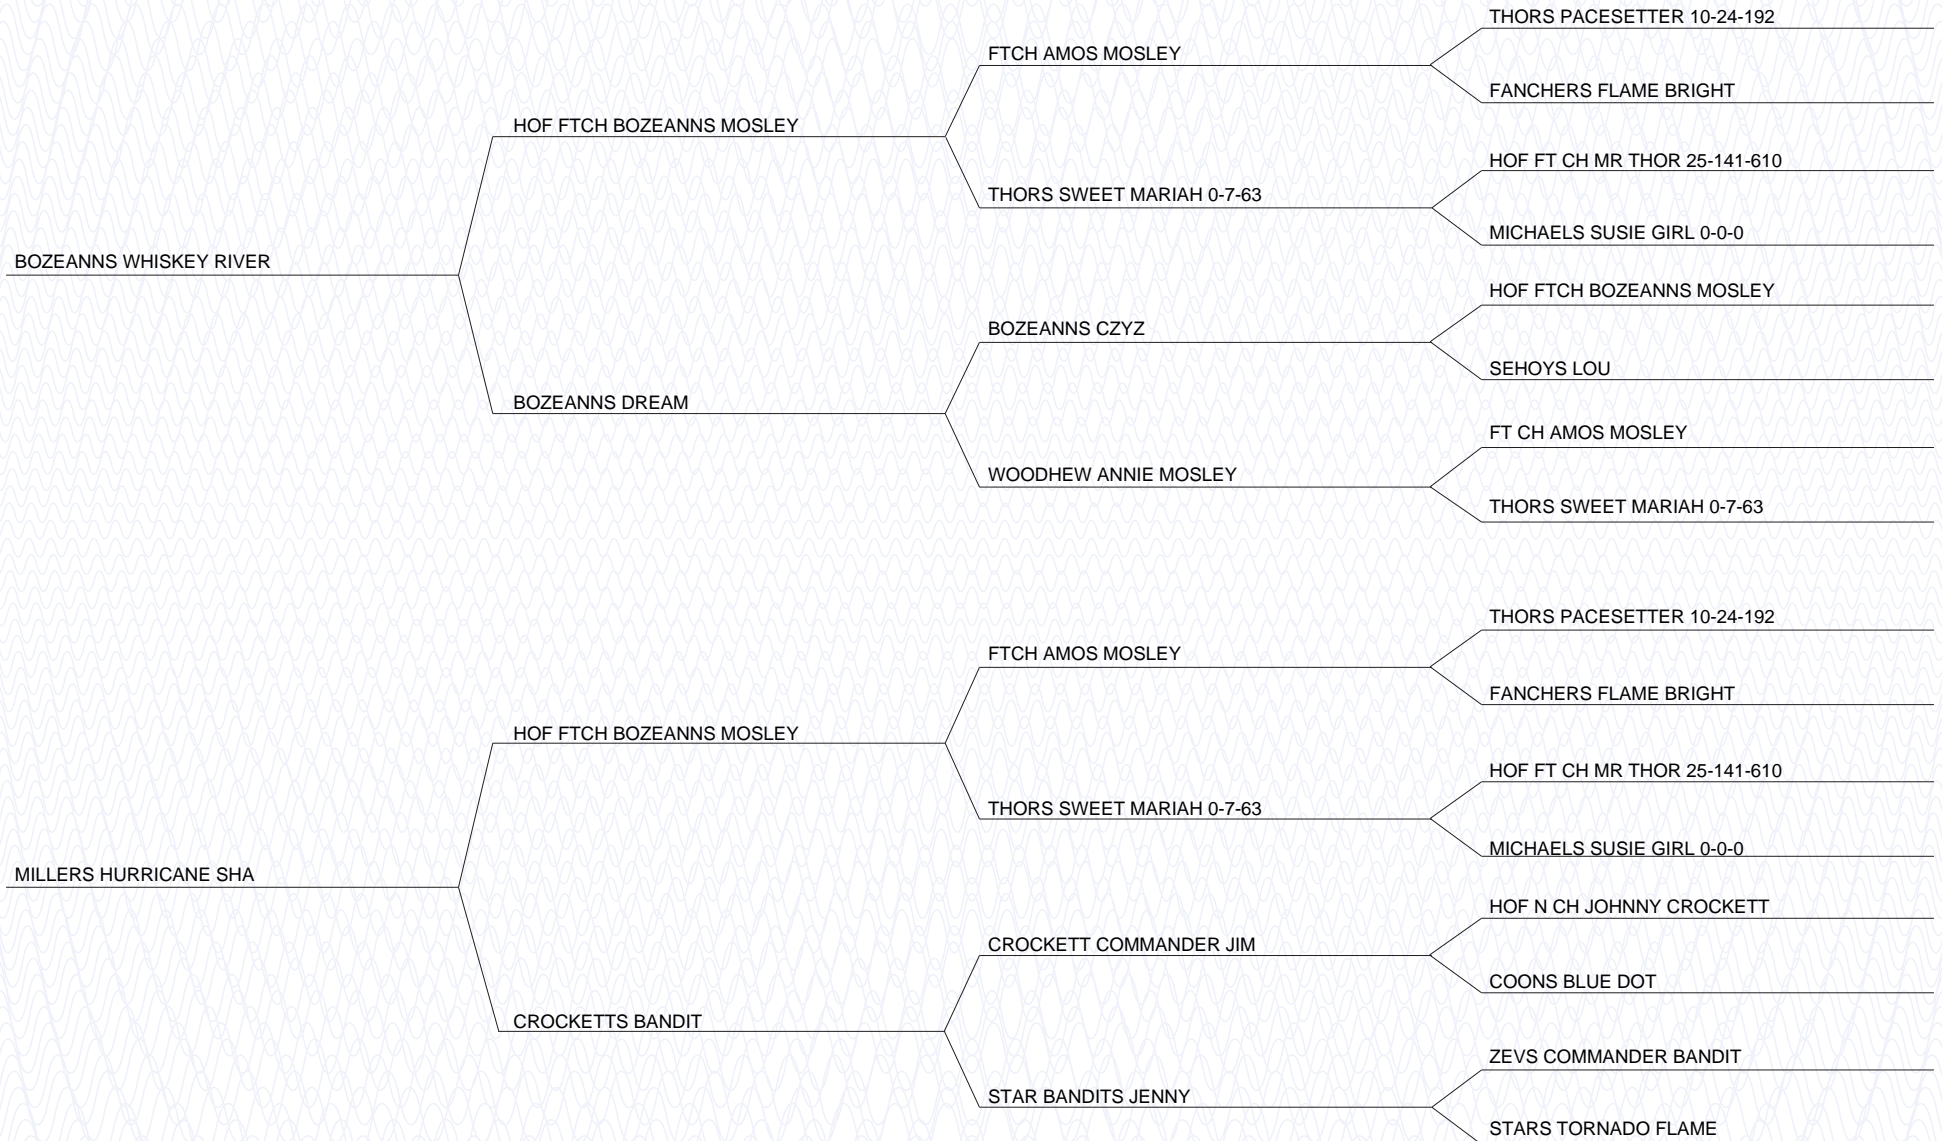 THORS PACESETTER 10-24-192
FTCH AMOS MOSLEY
FANCHERS FLAME BRIGHT
HOF FTCH BOZEANNS MOSLEY
HOF FT CH MR THOR 25-141-610
THORS SWEET MARIAH 0-7-63
MICHAELS SUSIE GIRL 0-0-0
BOZEANNS WHISKEY RIVER
HOF FTCH BOZEANNS MOSLEY
BOZEANNS CZYZ
SEHOYS LOU
BOZEANNS DREAM
FT CH AMOS MOSLEY
WOODHEW ANNIE MOSLEY
THORS SWEET MARIAH 0-7-63
THORS PACESETTER 10-24-192
FTCH AMOS MOSLEY
FANCHERS FLAME BRIGHT
HOF FTCH BOZEANNS MOSLEY
HOF FT CH MR THOR 25-141-610
THORS SWEET MARIAH 0-7-63
MICHAELS SUSIE GIRL 0-0-0
MILLERS HURRICANE SHA
HOF N CH JOHNNY CROCKETT
CROCKETT COMMANDER JIM
COONS BLUE DOT
CROCKETTS BANDIT
ZEVS COMMANDER BANDIT
STAR BANDITS JENNY
STARS TORNADO FLAME